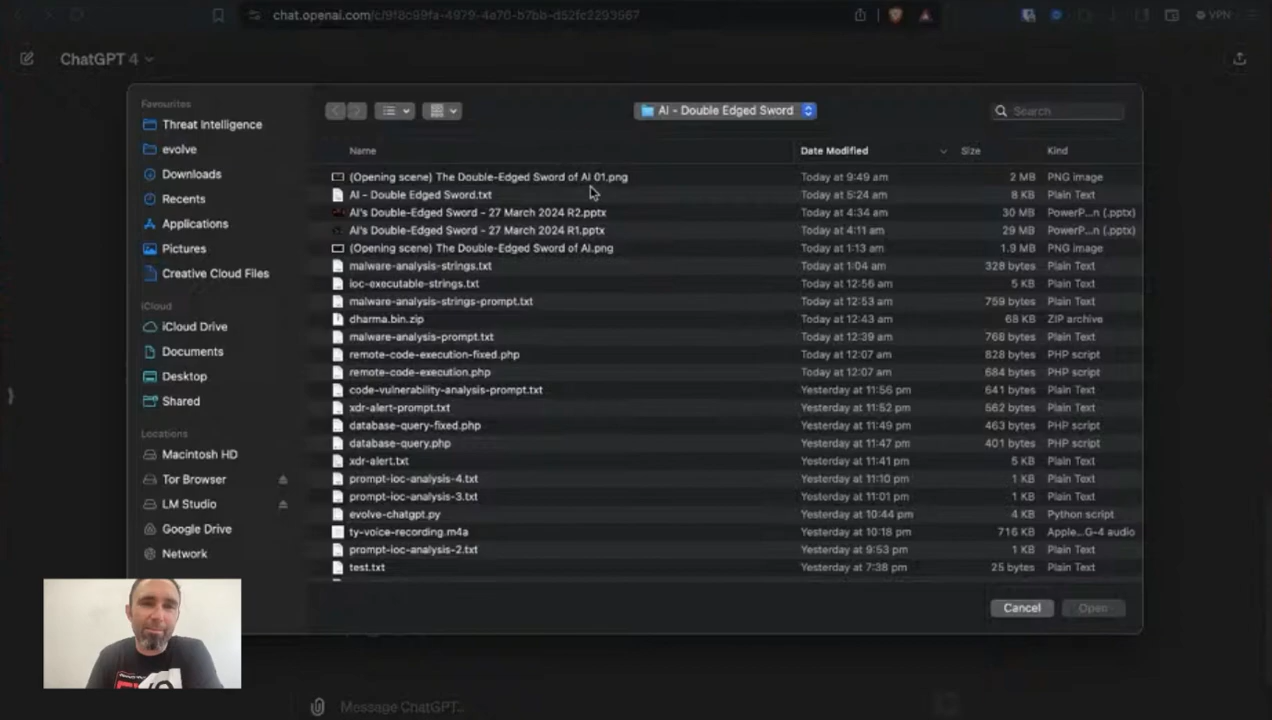 chat.openai.com/c/9f8c99fa-4979-4e70-b7bb-d52fc2293567
VPN
ChatGPT 4
Favourites
Threat Intelligence
evolve
Downloads
Recents
Applications
Pictures
Creative Cloud Files
iCloud
iCloud Drive
Documents
Desktop
Shared
Locations
Macintosh HD
Tor Browser
LM Studio
Google Drive
Network
AI - Double Edged Sword
Search
Name Date Modified Size Kind
(Opening scene) The Double-Edged Sword of AI 01.png Today at 9:49 am 2 MB PNG image
AI - Double Edged Sword.txt Today at 5:24 am 8 KB Plain Text
AI's Double-Edged Sword - 27 March 2024 R2.pptx Today at 4:34 am 30 MB PowerP...n (.pptx)
AI's Double-Edged Sword - 27 March 2024 R1.pptx Today at 4:11 am 29 MB PowerP...n (.pptx)
(Opening scene) The Double-Edged Sword of AI.png Today at 1:13 am 1.9 MB PNG image
malware-analysis-strings.txt Today at 1:04 am 328 bytes Plain Text
ioc-executable-strings.txt Today at 12:56 am 5 KB Plain Text
malware-analysis-strings-prompt.txt Today at 12:53 am 759 bytes Plain Text
dharma.bin.zip Today at 12:43 am 68 KB ZIP archive
malware-analysis-prompt.txt Today at 12:39 am 768 bytes Plain Text
remote-code-execution-fixed.php Today at 12:07 am 828 bytes PHP script
remote-code-execution.php Today at 12:07 am 684 bytes PHP script
code-vulnerability-analysis-prompt.txt Yesterday at 11:56 pm 641 bytes Plain Text
xdr-alert-prompt.txt Yesterday at 11:52 pm 562 bytes Plain Text
database-query-fixed.php Yesterday at 11:49 pm 463 bytes PHP script
database-query.php Yesterday at 11:47 pm 401 bytes PHP script
xdr-alert.txt Yesterday at 11:41 pm 5 KB Plain Text
prompt-ioc-analysis-4.txt Yesterday at 11:10 pm 1 KB Plain Text
prompt-ioc-analysis-3.txt Yesterday at 11:01 pm 1 KB Plain Text
evolve-chatgpt.py Yesterday at 10:44 pm 4 KB Python script
ty-voice-recording.m4a Yesterday at 10:18 pm 716 KB Apple...G-4 audio
prompt-ioc-analysis-2.txt Yesterday at 9:53 pm 1 KB Plain Text
test.txt Yesterday at 7:38 pm 25 bytes Plain Text
Cancel Open
Message ChatGPT...